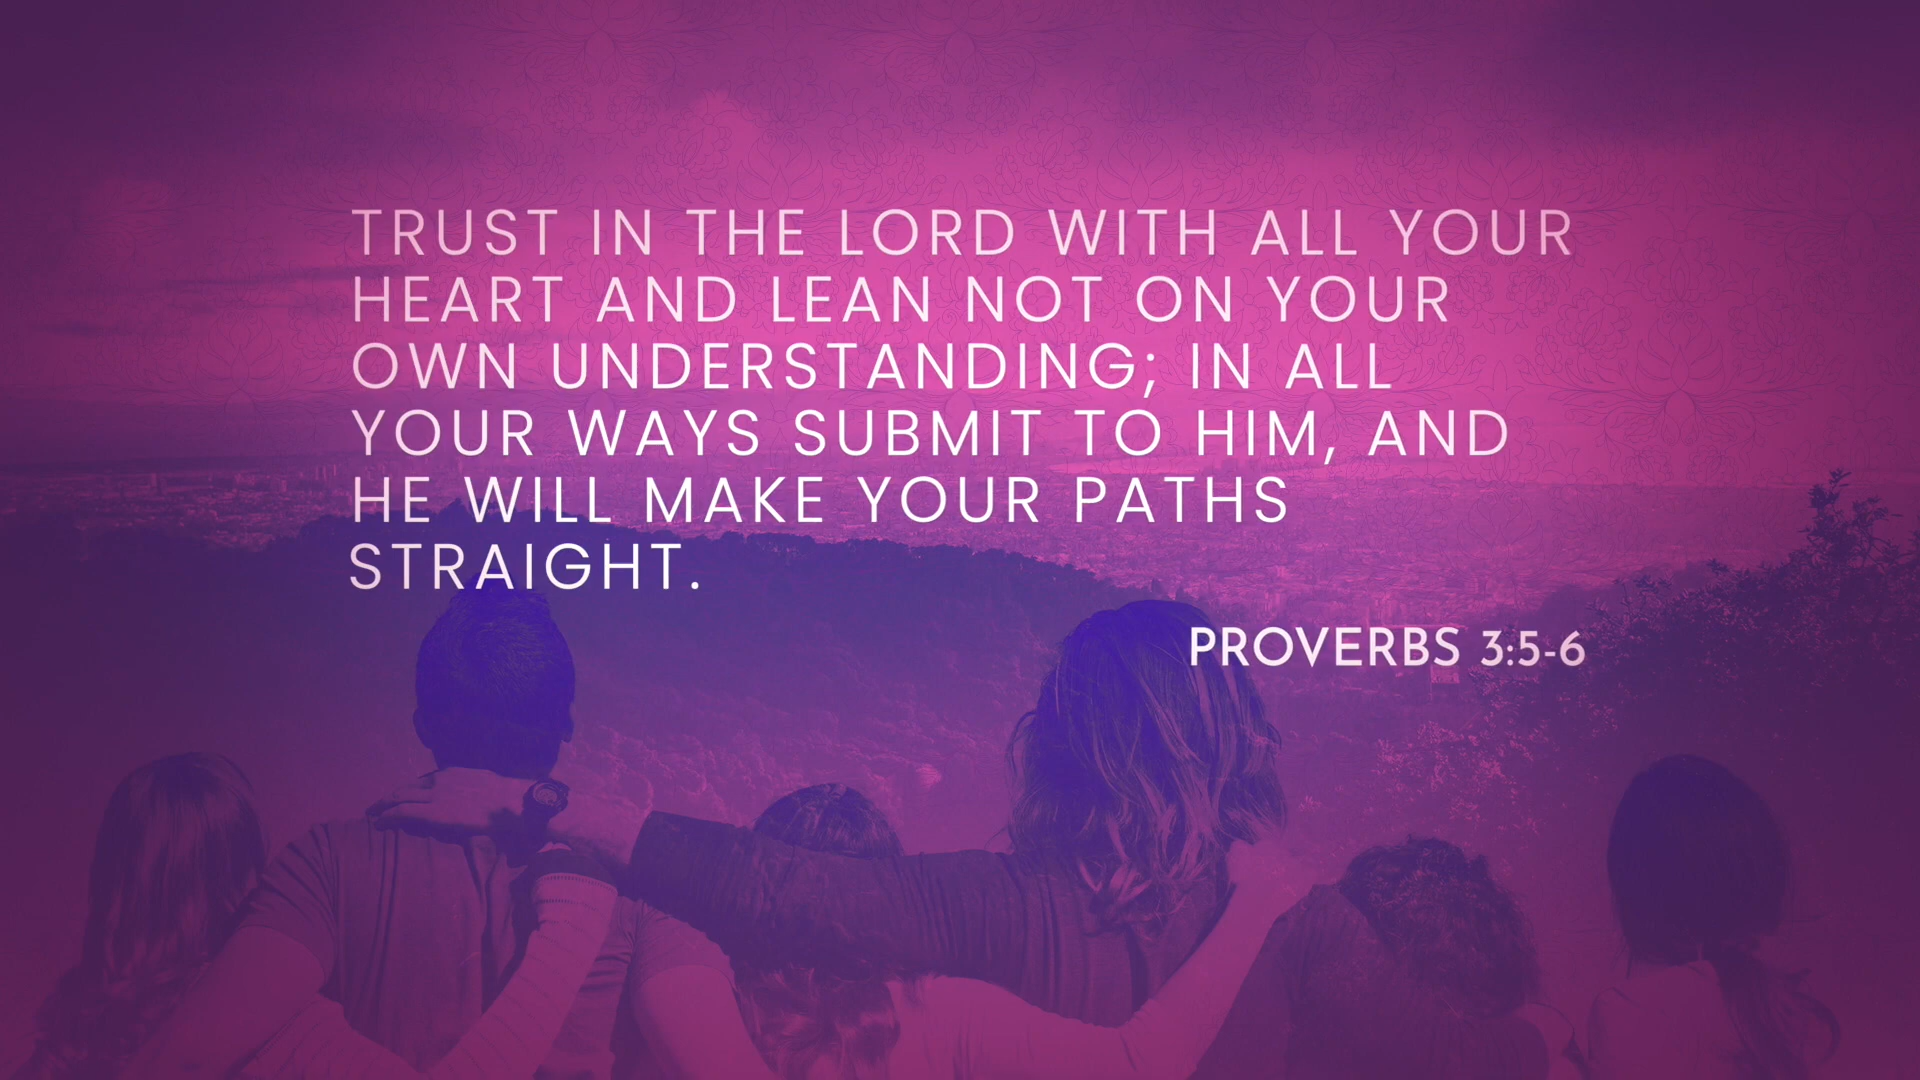 TRUST IN THE LORD WITH ALL YOUR
HEART AND LEAN NOT ON YOUR
OWN UNDERSTANDING; IN ALL
YOUR WAYS SUBMIT TO HIM, AND
HE WILL MAKE YOUR PATHS
STRAIGHT.
PROVERBS 3:5-6